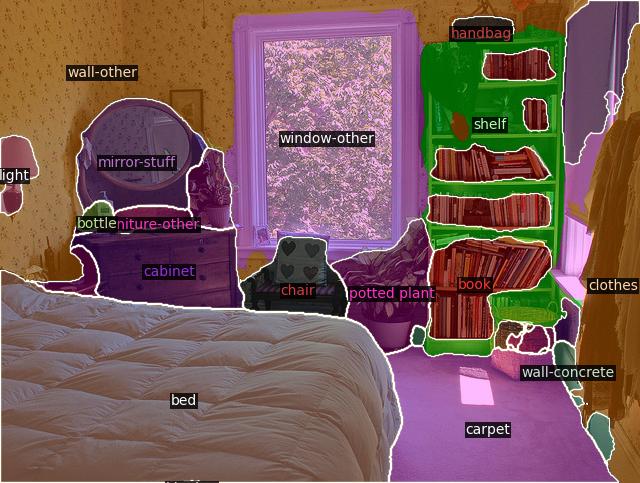 handbag
wall-other
shelf
window-other
mirror-stuff
light
bottle
niture-other
cabinet
clothes
chair
potted plant
book
wall-concrete
bed
carpet